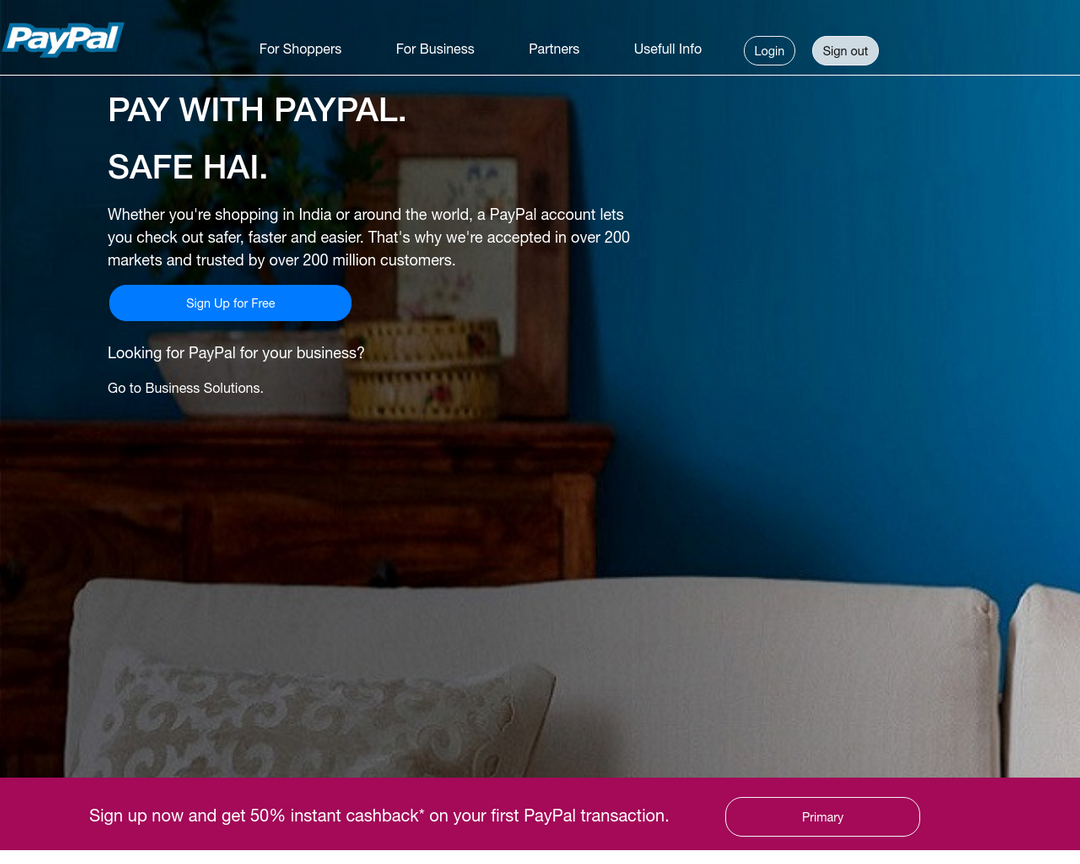 PayPal
For Shoppers
For Business
Partners
Usefull Info
Login
Sign out
PAY WITH PAYPAL.
SAFE HAI.
Whether you're shopping in India or around the world, a PayPal account lets
you check out safer, faster and easier. That's why we're accepted in over 200
markets and trusted by over 200 million customers.
Sign Up for Free
Looking for PayPal for your business?
Go to Business Solutions.
Sign up now and get 50% instant cashback* on your first PayPal transaction.
Primary